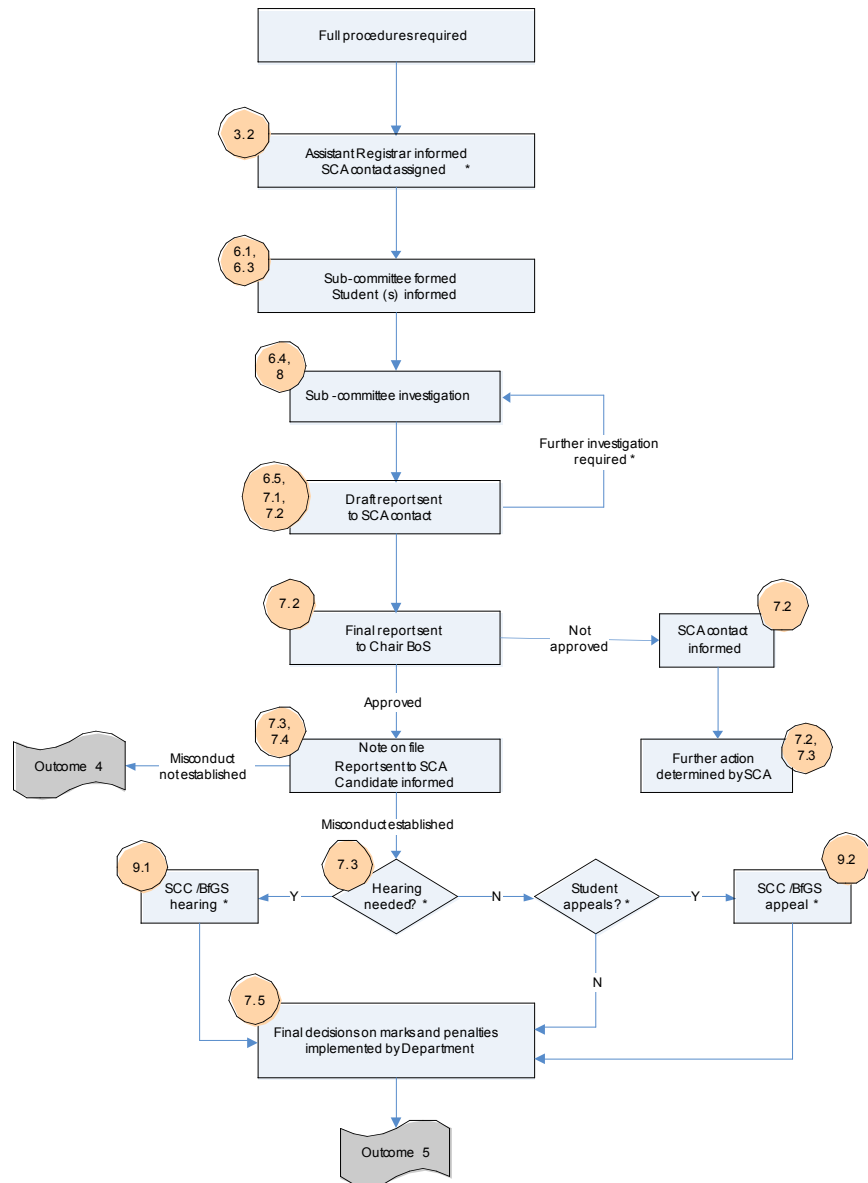 Full procedures required
3.2
Assistant Registrar informed
SCA contact assigned *
6.1,
6.3
Sub-committee formed
Student (s) informed
6.4,
8
Sub -committee investigation
Further investigation
required *
6.5,
7.1,
7.2
Draft report sent
to SCA contact
7.2
Final report sent
to Chair BoS
Not
approved
7.2
SCA contact
informed
Approved
7.3,
7.4
Note on file
Report sent to SCA
Candidate informed
Misconduct
not established
Outcome 4
7.2,
7.3
Further action
determined by SCA
Misconduct established
9.1
SCC /BfGS
hearing *
Y
7.3
Hearing
needed? *
N
Student
appeals? *
Y
9.2
SCC /BfGS
appeal *
N
7.5
Final decisions on marks and penalties
implemented by Department
Outcome 5